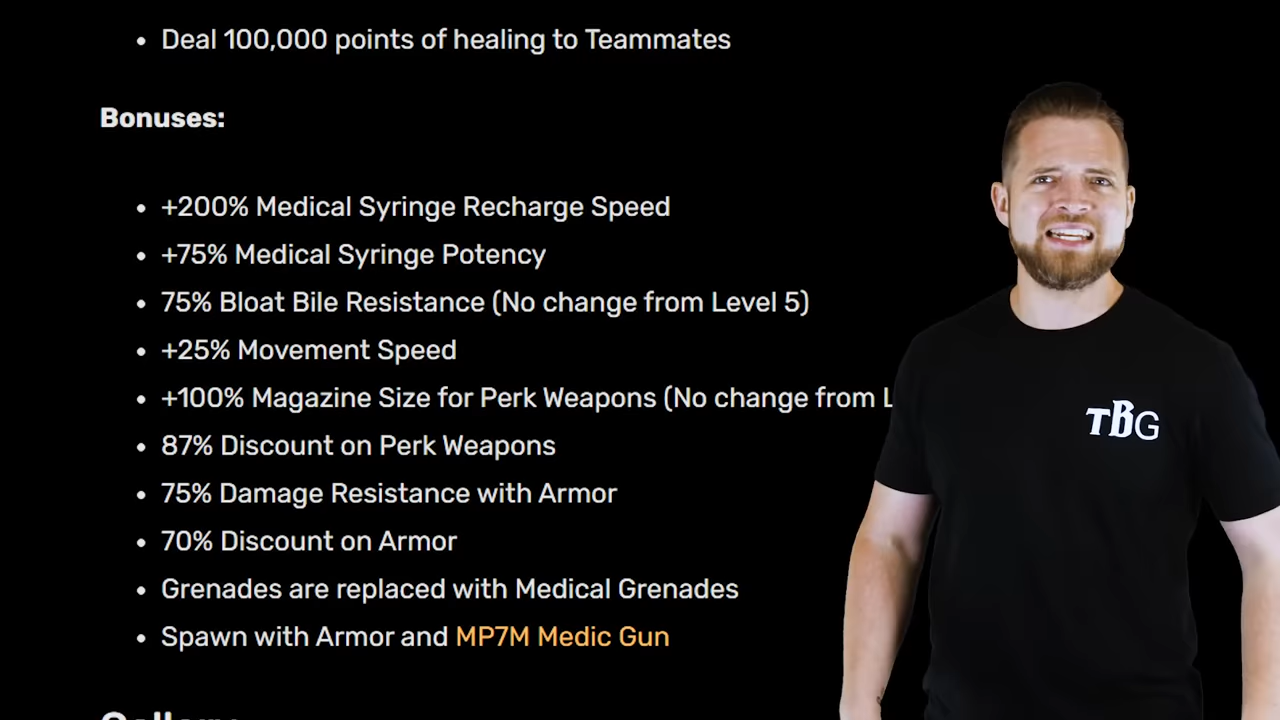 Deal 100,000 points of healing to Teammates
Bonuses:
+200% Medical Syringe Recharge Speed
+75% Medical Syringe Potency
75% Bloat Bile Resistance (No change from Level 5)
+25% Movement Speed
+100% Magazine Size for Perk Weapons (No change from L
87% Discount on Perk Weapons
75% Damage Resistance with Armor
70% Discount on Armor
Grenades are replaced with Medical Grenades
Spawn with Armor and MP7M Medic Gun
TBG